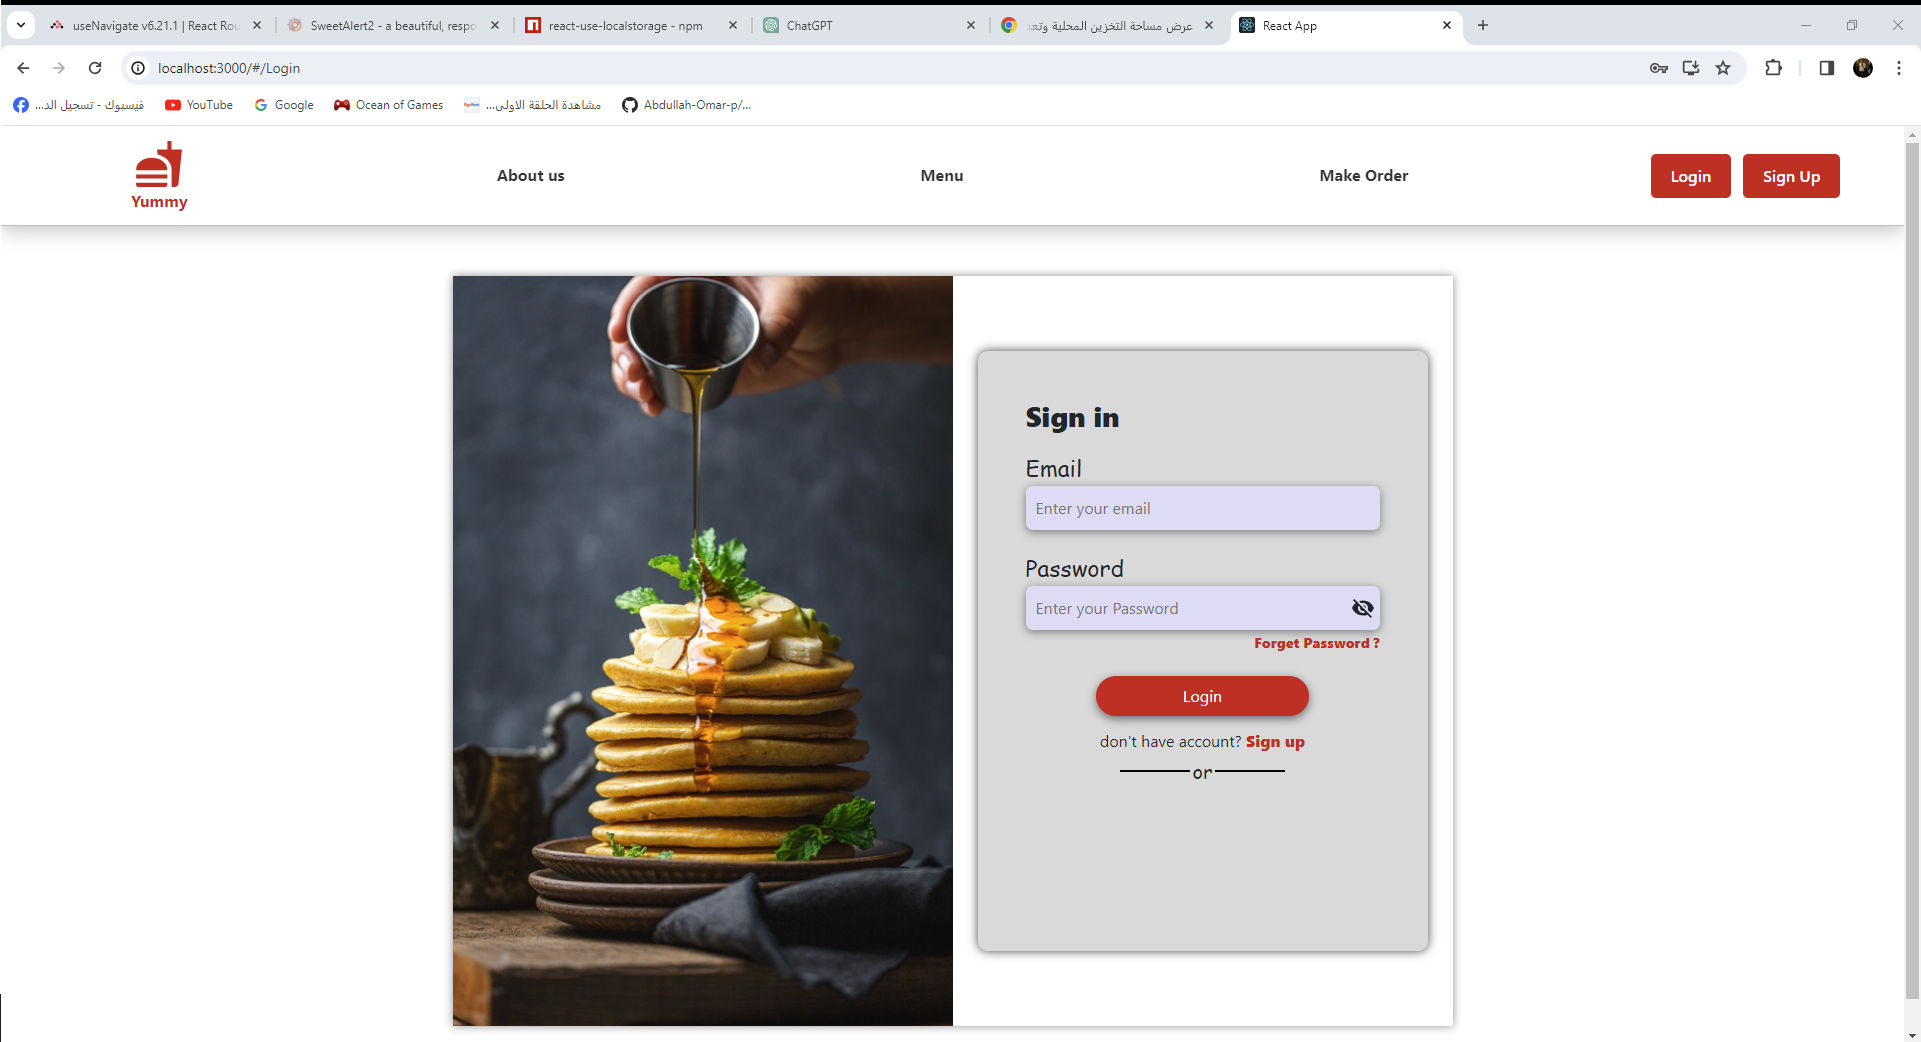 useNavigate v6.21.1 | React Rou
SweetAlert2 - a beautiful, respo
react-use-localstorage - npm
ChatGPT
عرض مساحة التخزين المحلية وتعد
React App
localhost:3000/#/Login
فيسبوك - تسجيل الد...
YouTube
Google
Ocean of Games
مشاهدة الحلقة الاولى...
Abdullah-Omar-p/...
Yummy
About us
Menu
Make Order
Login
Sign Up
Sign in
Email
Enter your email
Password
Enter your Password
Forget Password ?
Login
don't have account? Sign up
or